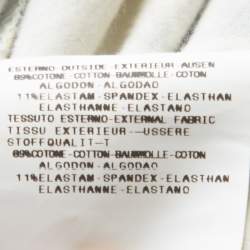 ESTERNO-OUTSIDE-EXTERIEUR-AUSEN
89%COTONE-COTTON-BAUMWOLLE-COTON
ALGODON-ALGODAO
11%ELASTAM-SPANDEX-ELASTHAN
ELASTHANNE-ELASTANO
TESSUTO ESTERNO-EXTERNAL FABRIC
TISSU EXTERIEUR-—USSERE
STOFFQUALIT—T
89%COTONE-COTTON-BAUMWOLLE-COTON
ALGODON-ALGODAO
11%ELASTAM-SPANDEX-ELASTHAN
ELASTHANNE-ELASTANO